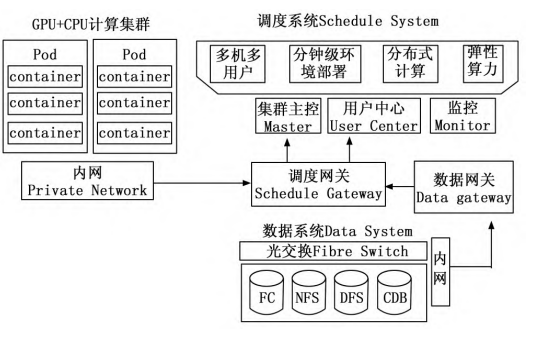 GPU+CPU计算集群
Pod
container
container
container
Pod
container
container
container
调度系统Schedule System
多机多
用户
分钟级环
境部署
分布式
计算
弹性
算力
集群主控
Master
用户中心
User Center
监控
Monitor
内网
Private Network
调度网关
Schedule Gateway
数据网关
Data gateway
数据系统Data System
光交换Fibre Switch
FC
NFS
DFS
CDB
内
网